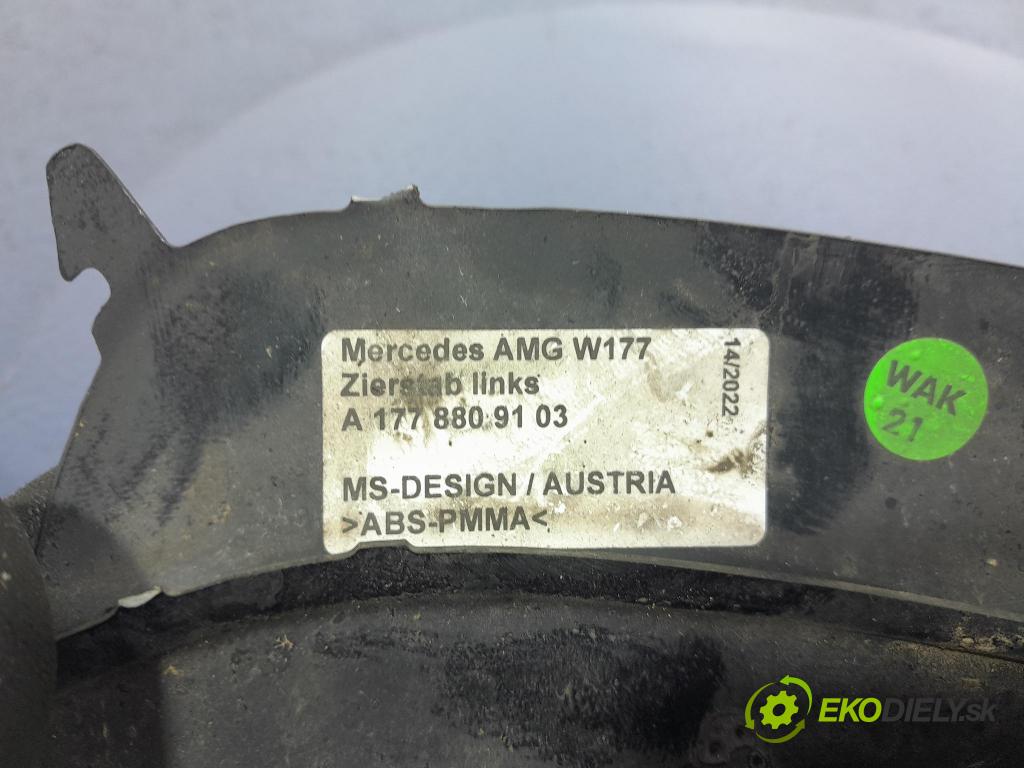 Mercedes AMG W177
Zierstab links
A 177 880 91 03
14/2022
MS-DESIGN / AUSTRIA
>ABS-PMMA<
WAK
21
EKODIELY.sk